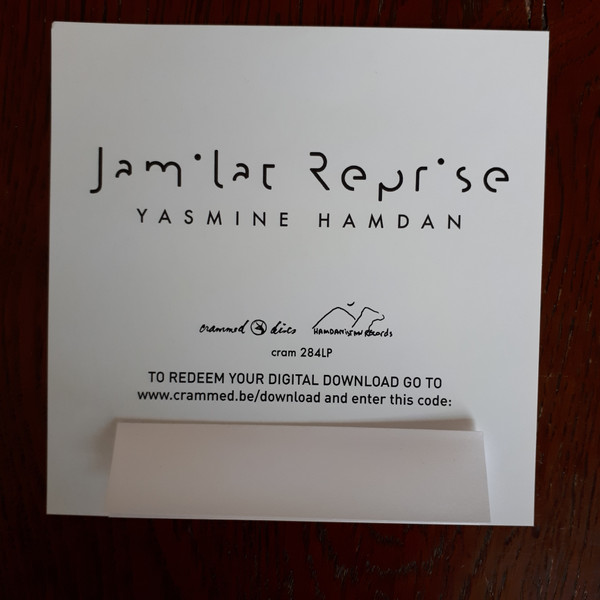 Jamilat Reprise
YASMINE HAMDAN
crammed discs HAMDANISTAN RECORDS
cram 284LP
TO REDEEM YOUR DIGITAL DOWNLOAD GO TO
www.crammed.be/download and enter this code: